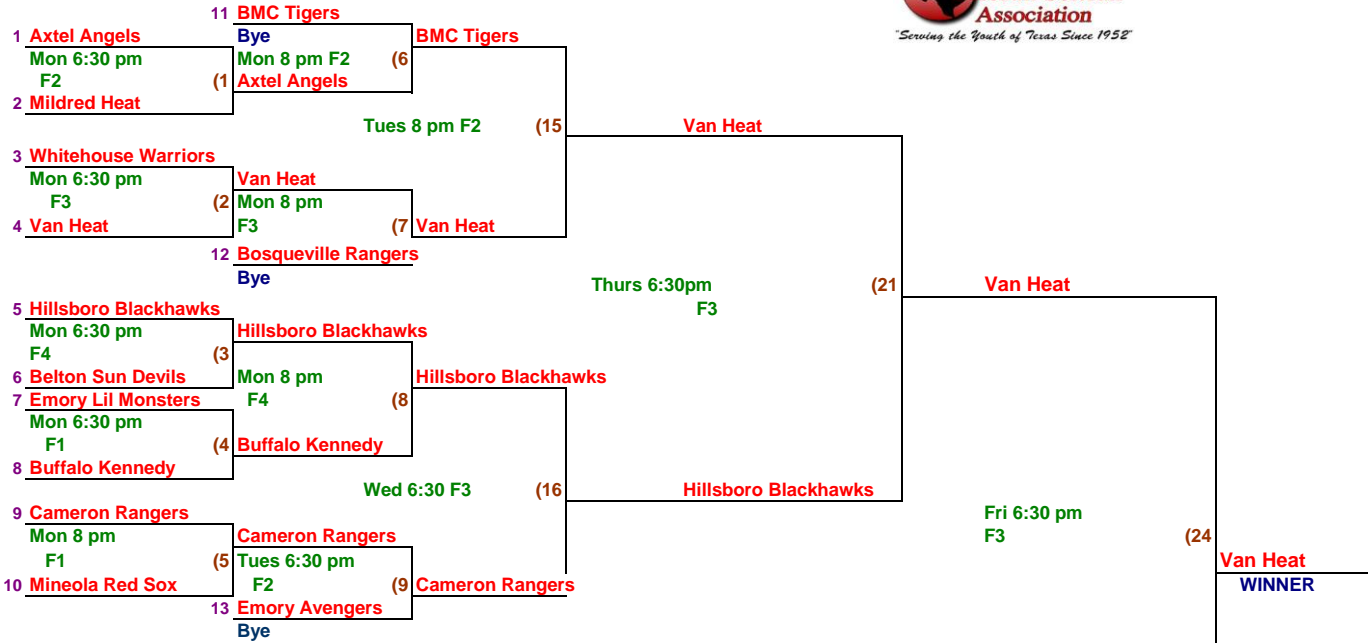 Association
"Serving the Youth of Texas Since 1952"
11 BMC Tigers
1 Axtel Angels
Bye
BMC Tigers
Mon 6:30 pm
Mon 8 pm F2 (6
F2 (1
Axtel Angels
2 Mildred Heat
Tues 8 pm F2 (15
Van Heat
3 Whitehouse Warriors
Mon 6:30 pm
Van Heat
F3 (2
Mon 8 pm
4 Van Heat
F3 (7
Van Heat
12 Bosqueville Rangers
Bye
Thurs 6:30pm (21
F3
Van Heat
5 Hillsboro Blackhawks
Mon 6:30 pm
Hillsboro Blackhawks
F4 (3
6 Belton Sun Devils
Mon 8 pm
Hillsboro Blackhawks
7 Emory Lil Monsters
F4 (8
Mon 6:30 pm
F1 (4
Buffalo Kennedy
8 Buffalo Kennedy
Wed 6:30 F3 (16
Hillsboro Blackhawks
9 Cameron Rangers
Fri 6:30 pm
Mon 8 pm
Cameron Rangers
F3 (24
F1 (5
Tues 6:30 pm
Van Heat
10 Mineola Red Sox
F2 (9
Cameron Rangers
WINNER
13 Emory Avengers
Bye